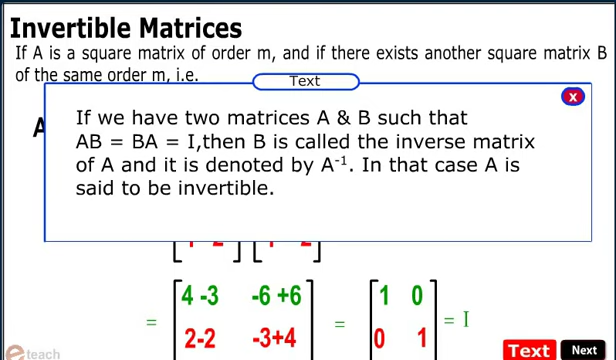 Invertible Matrices
If A is a square matrix of order m, and if there exists another square matrix B
of the same order m, i.e.
Text
x
If we have two matrices A & B such that
AB = BA = I,then B is called the inverse matrix
of A and it is denoted by A⁻¹. In that case A is
said to be invertible.
A
= [4 -3 -6 +6] = [1 0] = I
[2-2 -3+4] [0 1]
eteach
Text Next